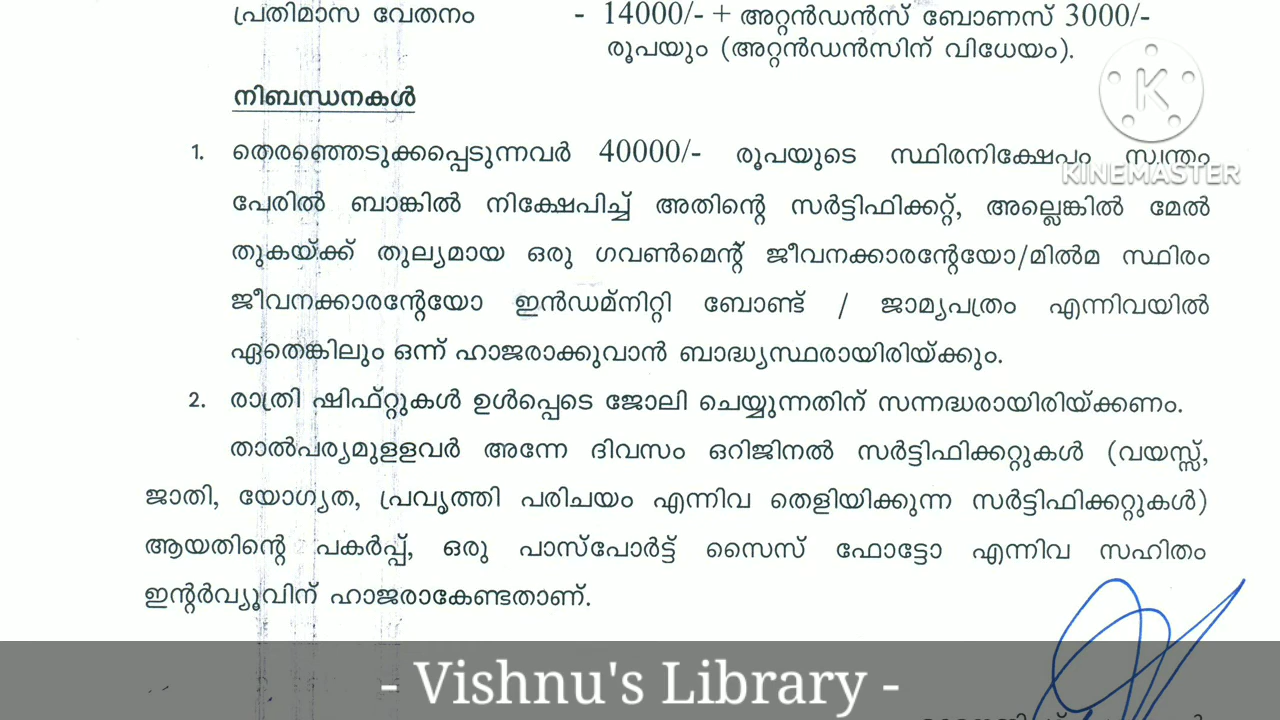 പ്രതിമാസ വേതനം - 14000/- + അറ്റൻഡൻസ് ബോണസ് 3000/-
രൂപയും (അറ്റൻഡൻസിന് വിധേയം).
K
KINEMASTER
നിബന്ധനകൾ
1. തെരഞ്ഞെടുക്കപ്പെടുന്നവർ 40000/- രൂപയുടെ സ്ഥിരനിക്ഷേപം സ്വന്തം
പേരിൽ ബാങ്കിൽ നിക്ഷേപിച്ച് അതിന്റെ സർട്ടിഫിക്കറ്റ്, അല്ലെങ്കിൽ മേൽ
തുകയ്ക്ക് തുല്യമായ ഒരു ഗവൺമെന്റ് ജീവനക്കാരന്റേയോ/മിൽമ സ്ഥിരം
ജീവനക്കാരന്റേയോ ഇൻഡമ്നിറ്റി ബോണ്ട് / ജാമ്യപത്രം എന്നിവയിൽ
ഏതെങ്കിലും ഒന്ന് ഹാജരാക്കുവാൻ ബാദ്ധ്യസ്ഥരായിരിയ്ക്കും.
2. രാത്രി ഷിഫ്റ്റുകൾ ഉൾപ്പെടെ ജോലി ചെയ്യുന്നതിന് സന്നദ്ധരായിരിയ്ക്കണം.
താൽപര്യമുളളവർ അന്നേ ദിവസം ഒറിജിനൽ സർട്ടിഫിക്കറ്റുകൾ (വയസ്സ്,
ജാതി, യോഗ്യത, പ്രവൃത്തി പരിചയം എന്നിവ തെളിയിക്കുന്ന സർട്ടിഫിക്കറ്റുകൾ)
ആയതിന്റെ പകർപ്പ്, ഒരു പാസ്പോർട്ട് സൈസ് ഫോട്ടോ എന്നിവ സഹിതം
ഇന്റർവ്യൂവിന് ഹാജരാകേണ്ടതാണ്.
- Vishnu's Library -